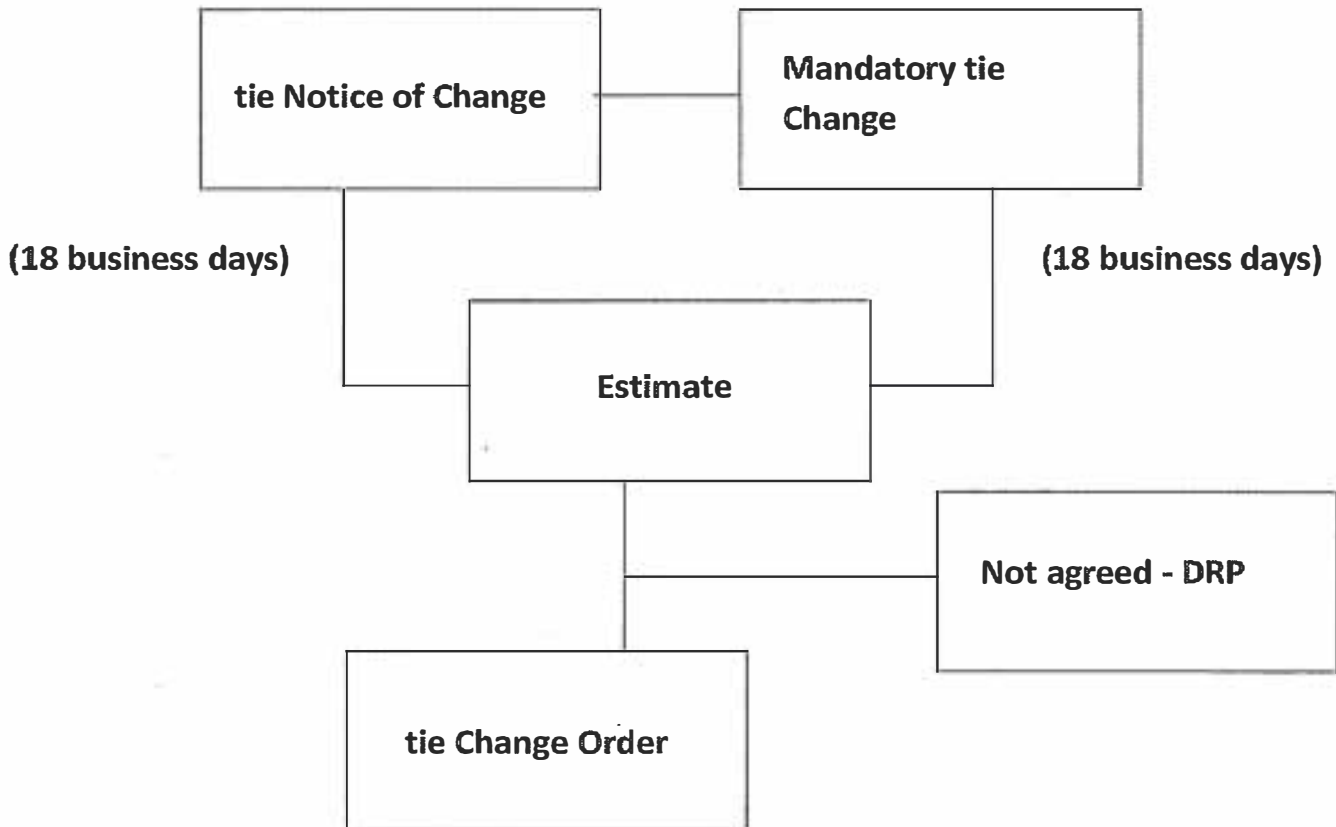 tie Notice of Change
Mandatory tie
Change
(18 business days)
(18 business days)
Estimate
Not agreed - DRP
tie Change Order